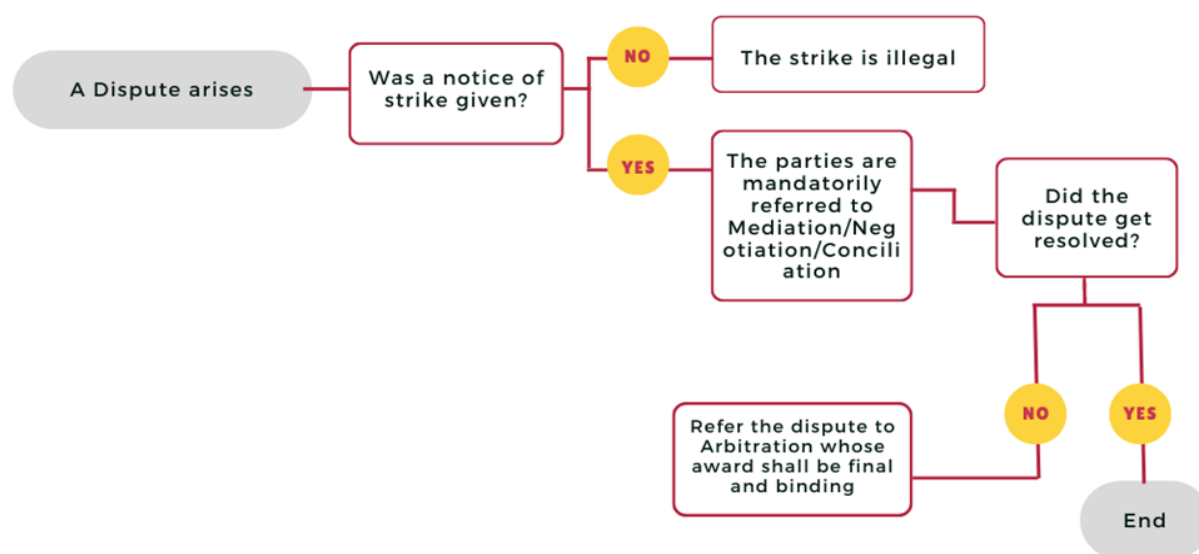 A Dispute arises
Was a notice of
strike given?
NO
The strike is illegal
YES
The parties are
mandatorily
referred to
Mediation/Neg
otiation/Concili
ation
Did the
dispute get
resolved?
NO
YES
Refer the dispute to
Arbitration whose
award shall be final
and binding
End